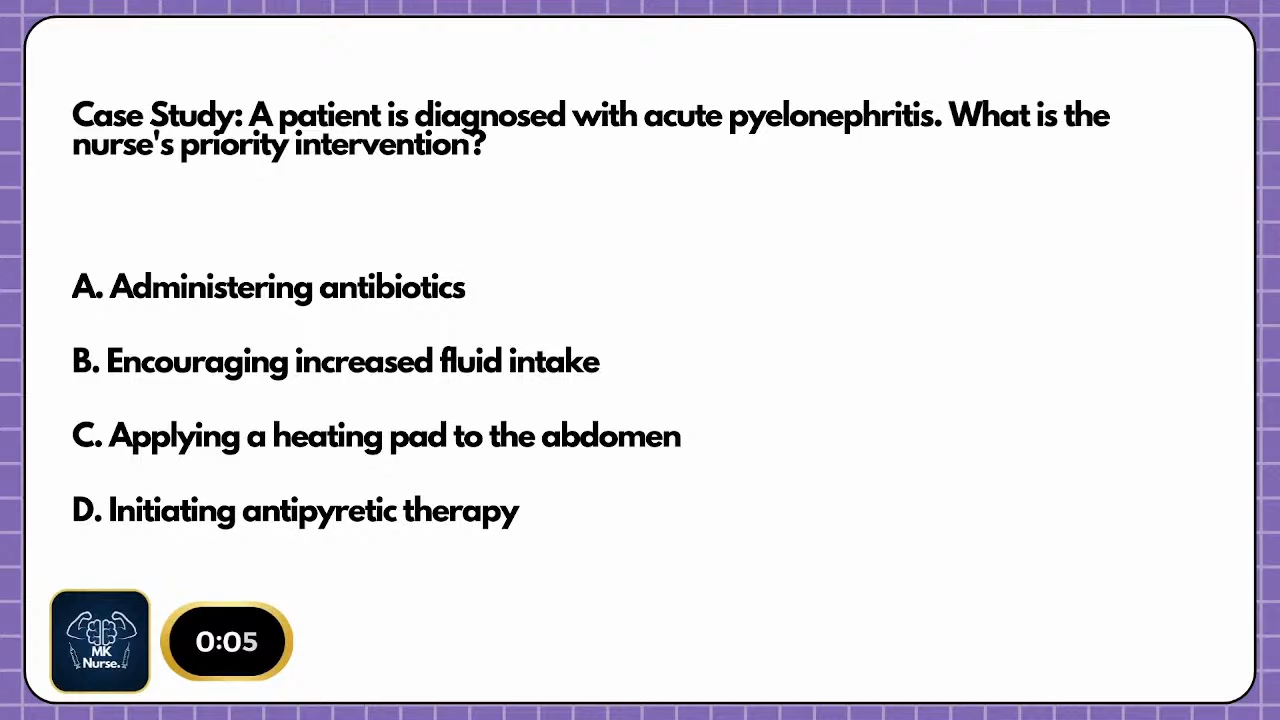 Case Study: A patient is diagnosed with acute pyelonephritis. What is the
nurse's priority intervention?
A. Administering antibiotics
B. Encouraging increased fluid intake
C. Applying a heating pad to the abdomen
D. Initiating antipyretic therapy
MK
Nurse.
0:05